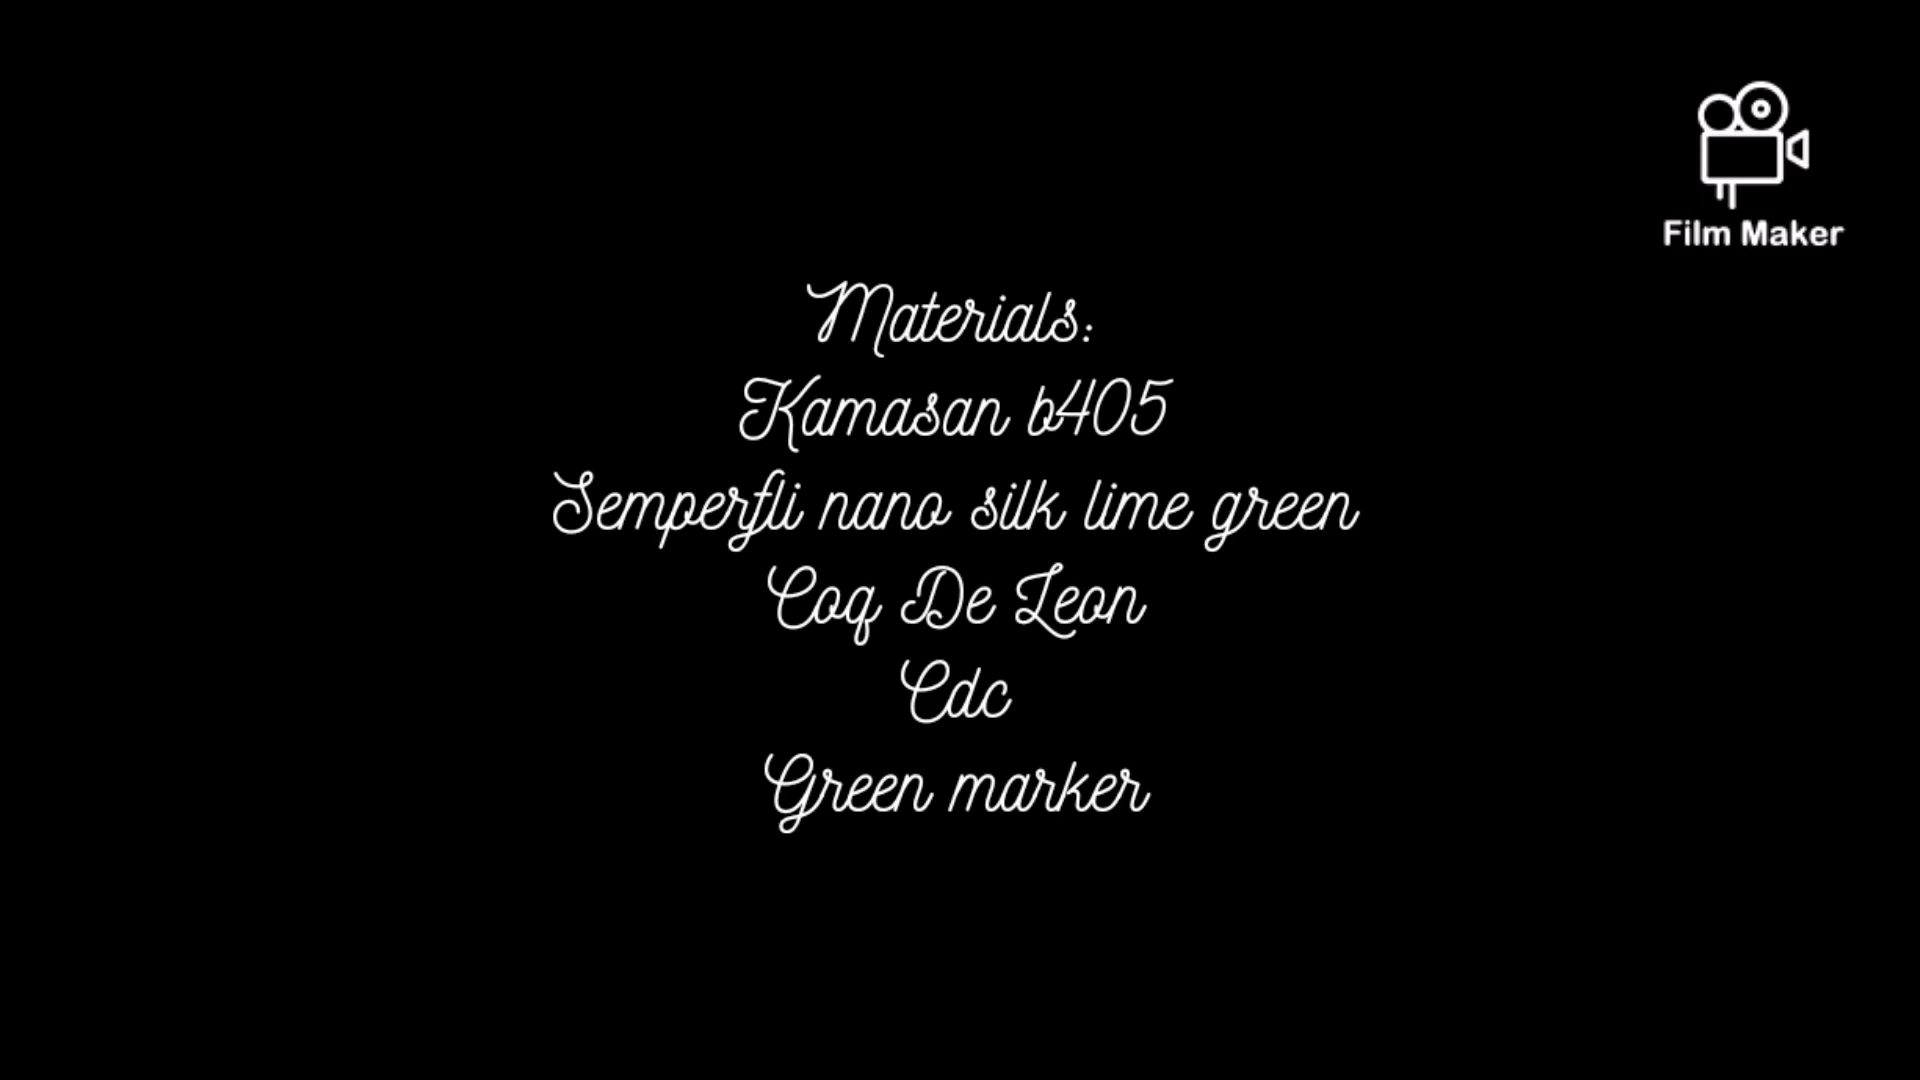 Film Maker
Materials:
Kamasan b405
Semperfli nano silk lime green
Coq De Leon
Cdc
Green marker